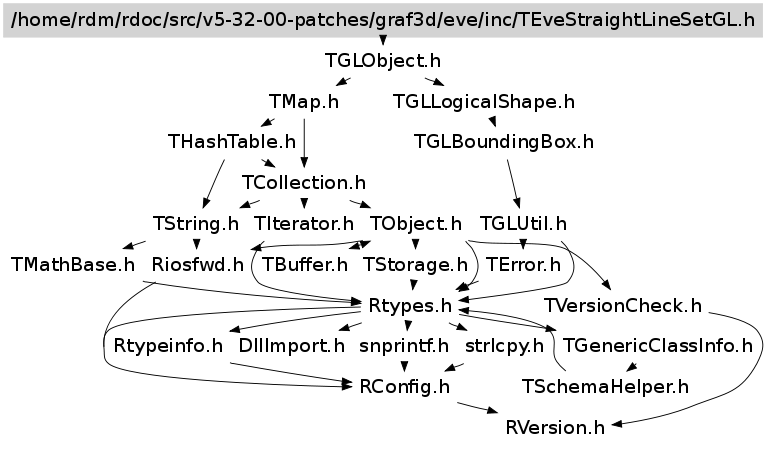 /home/rdm/rdoc/src/v5-32-00-patches/graf3d/eve/inc/TEveStraightLineSetGL.h
TGLObject.h
TMap.h
TGLLogicalShape.h
THashTable.h
TGLBoundingBox.h
TCollection.h
TString.h
TIterator.h
TObject.h
TGLUtil.h
TMathBase.h
Riosfwd.h
TBuffer.h
TStorage.h
TError.h
Rtypes.h
TVersionCheck.h
Rtypeinfo.h
DllImport.h
snprintf.h
strlcpy.h
TGenericClassInfo.h
RConfig.h
TSchemaHelper.h
RVersion.h